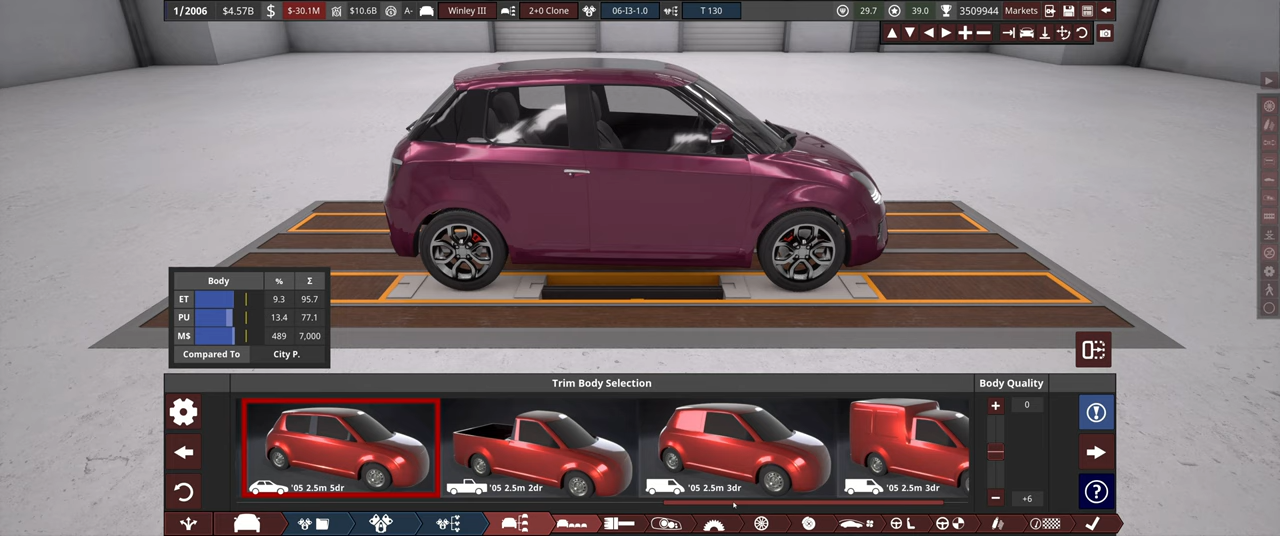 1/2006 $4.57B $-30.1M $10.6B A- Winley III 2+0 Clone 06-I3-1.0 T 130 29.7 39.0 3509944 Markets
Body % Σ
ET 9.3 95.7
PU 13.4 77.1
M$ 489 7,000
Compared To City P.
Trim Body Selection
Body Quality
0
+6
'05 2.5m 5dr
'05 2.5m 2dr
'05 2.5m 3dr
'05 2.5m 3dr